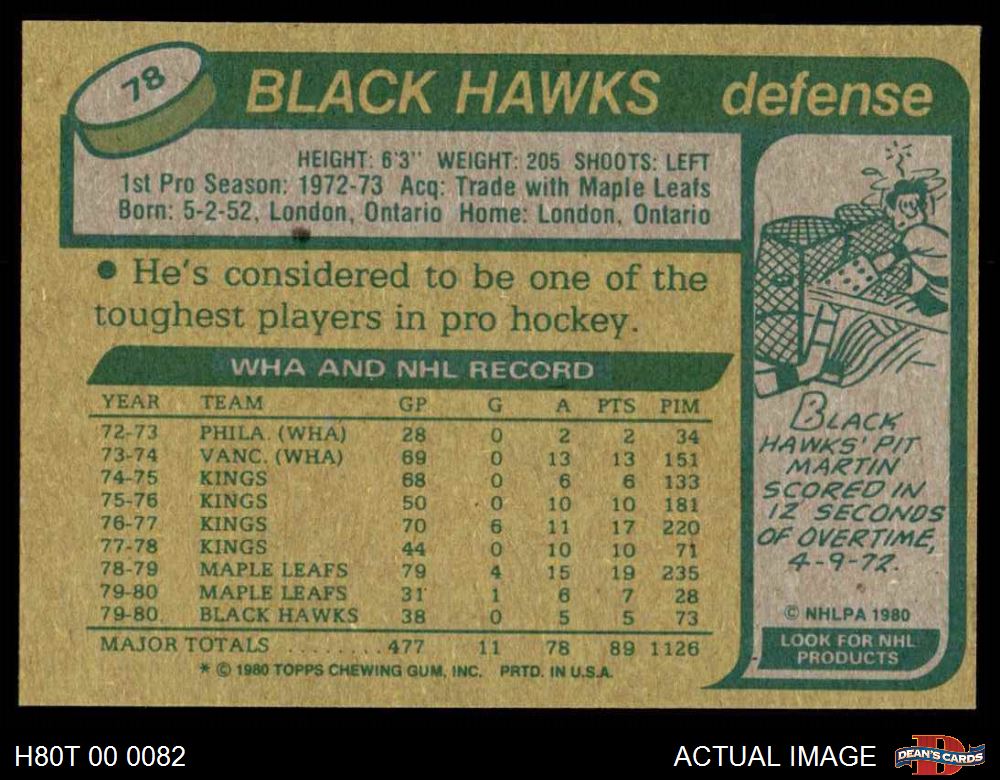 78
BLACK HAWKS defense
HEIGHT: 6'3" WEIGHT: 205 SHOOTS: LEFT
1st Pro Season: 1972-73 Acq: Trade with Maple Leafs
Born: 5-2-52, London, Ontario Home: London, Ontario
• He's considered to be one of the
toughest players in pro hockey.
WHA AND NHL RECORD
YEAR TEAM GP G A PTS PIM
72-73 PHILA. (WHA) 28 0 2 2 34
73-74 VANC. (WHA) 69 0 13 13 151
74-75 KINGS 68 0 6 6 133
75-76 KINGS 50 0 10 10 181
76-77 KINGS 70 6 11 17 220
77-78 KINGS 44 0 10 10 71
78-79 MAPLE LEAFS 79 4 15 19 235
79-80 MAPLE LEAFS 31 1 6 7 28
79-80 BLACK HAWKS 38 0 5 5 73
MAJOR TOTALS ........ 477 11 78 89 1126
* © 1980 TOPPS CHEWING GUM, INC. PRTD. IN U.S.A.
BLACK
HAWKS' PIT
MARTIN
SCORED IN
12 SECONDS
OF OVERTIME,
4-9-72.
© NHLPA 1980
LOOK FOR NHL
PRODUCTS
H80T 00 0082
ACTUAL IMAGE
D
DEAN'S CARDS